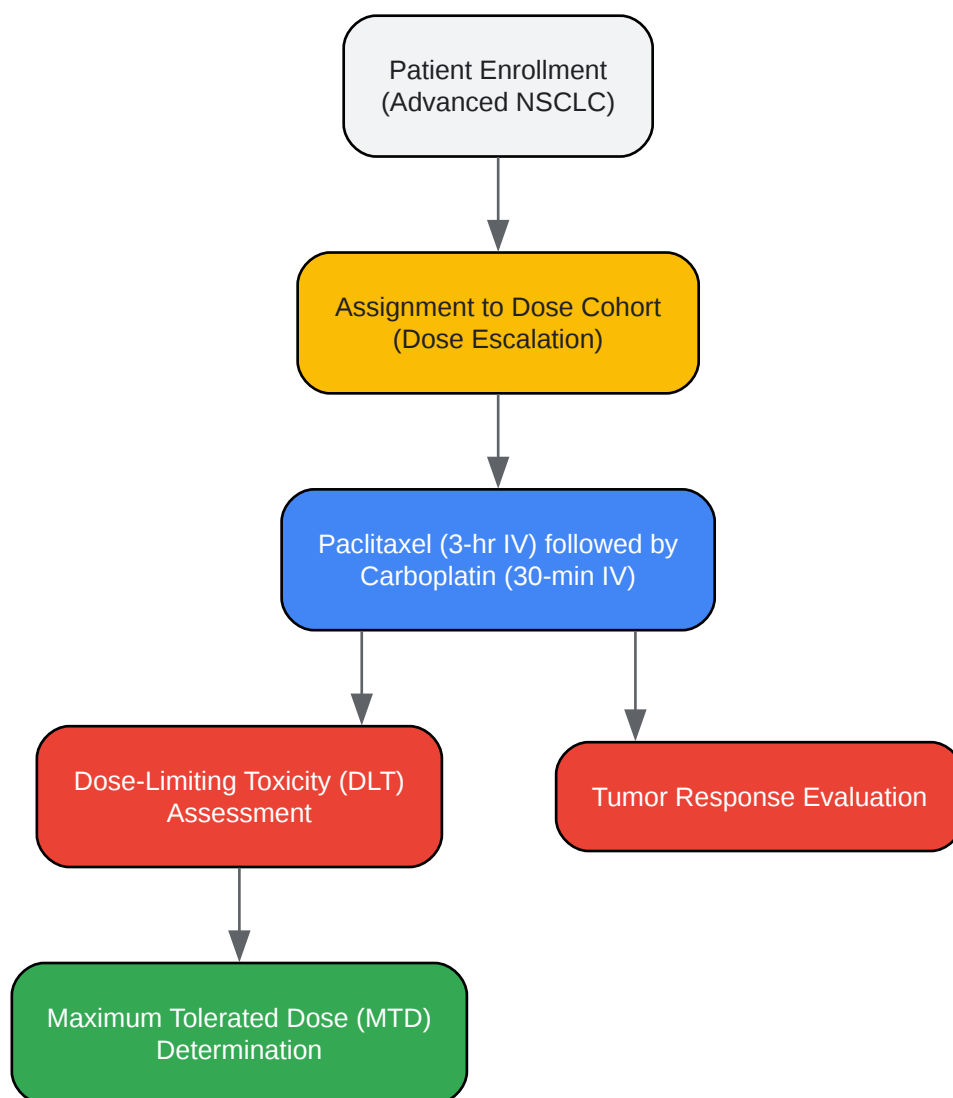 Patient Enrollment
(Advanced NSCLC)
Assignment to Dose Cohort
(Dose Escalation)
Paclitaxel (3-hr IV) followed by
Carboplatin (30-min IV)
Dose-Limiting Toxicity (DLT)
Assessment
Tumor Response Evaluation
Maximum Tolerated Dose (MTD)
Determination